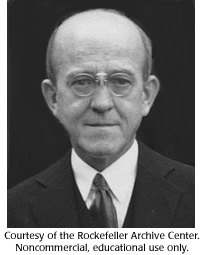 Courtesy of the Rockefeller Archive Center.
Noncommercial, educational use only.